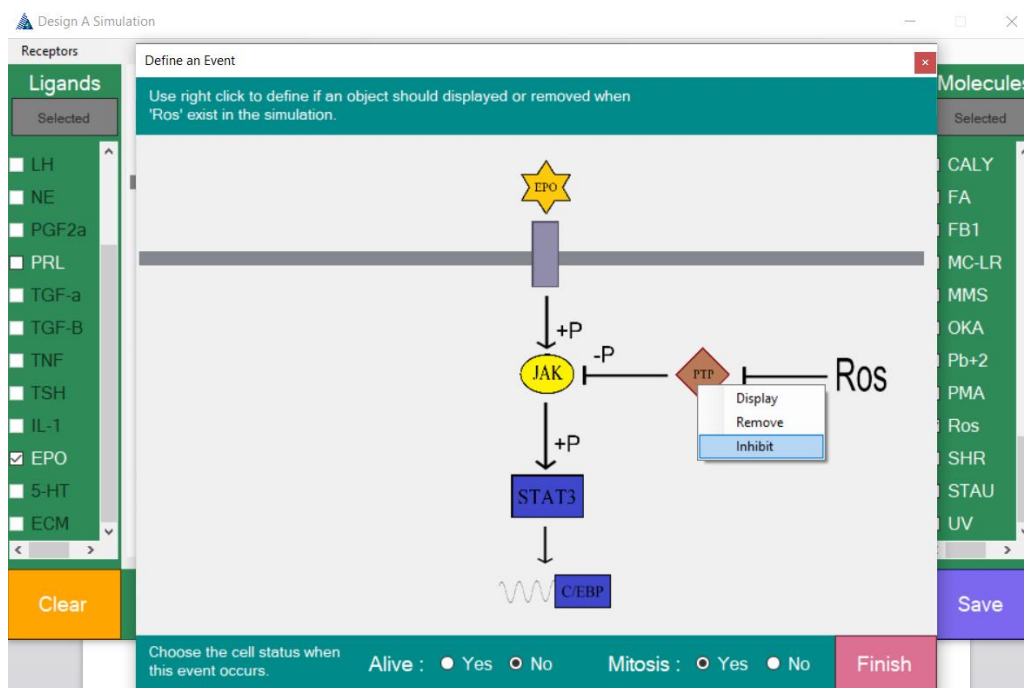 Design A Simulation
Receptors
Define an Event
Use right click to define if an object should displayed or removed when
'Ros' exist in the simulation.
Ligands
Selected
LH
NE
PGF2a
PRL
TGF-a
TGF-B
TNF
TSH
IL-1
EPO
5-HT
ECM
Clear
EPO
+P
JAK
-P
PTP
Ros
Display
Remove
Inhibit
+P
STAT3
C/EBP
Molecules
Selected
CALY
FA
FB1
MC-LR
MMS
OKA
Pb+2
PMA
Ros
SHR
STAU
UV
Save
Choose the cell status when
this event occurs.
Alive : Yes No
Mitosis : Yes No
Finish